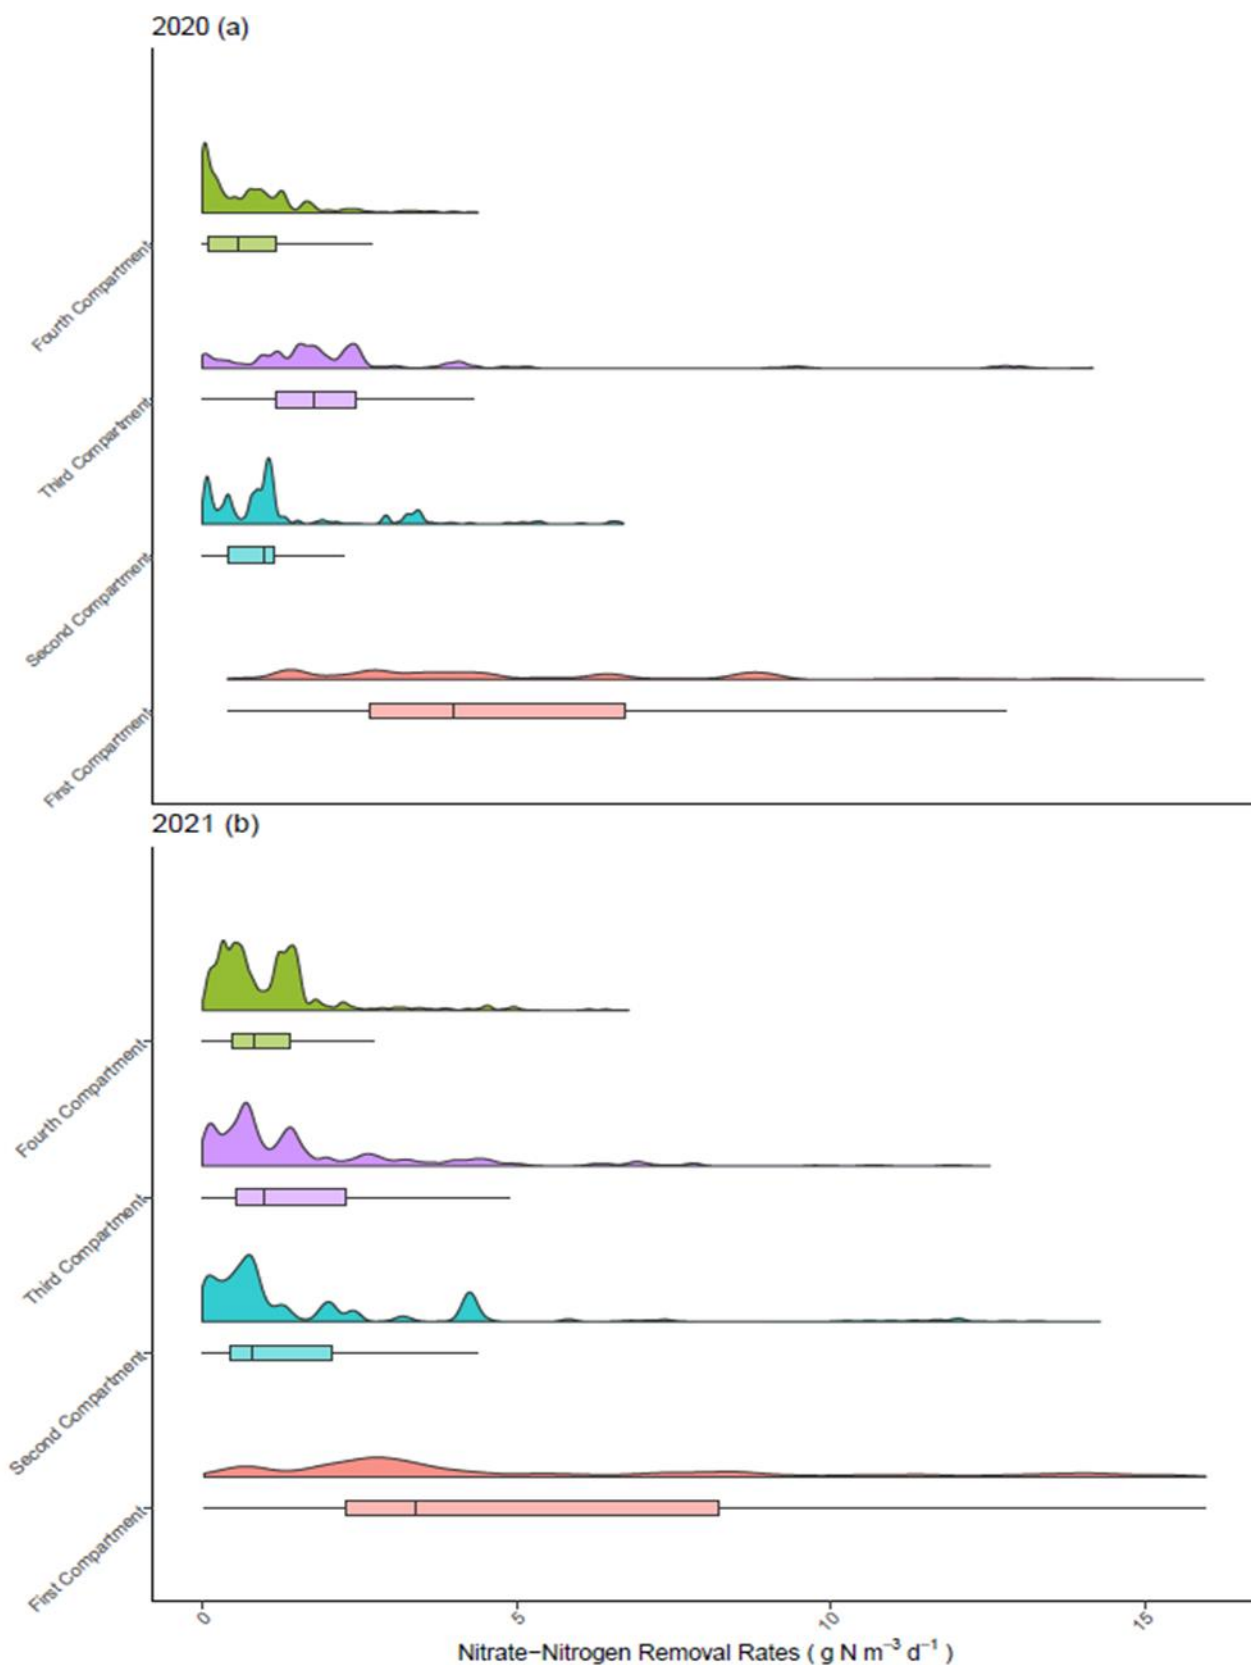 2020 (a)
Fourth Compartment
Third Compartment
Second Compartment
First Compartment
2021 (b)
Fourth Compartment
Third Compartment
Second Compartment
First Compartment
0 5 10 15
Nitrate−Nitrogen Removal Rates ( g N m⁻³ d⁻¹ )